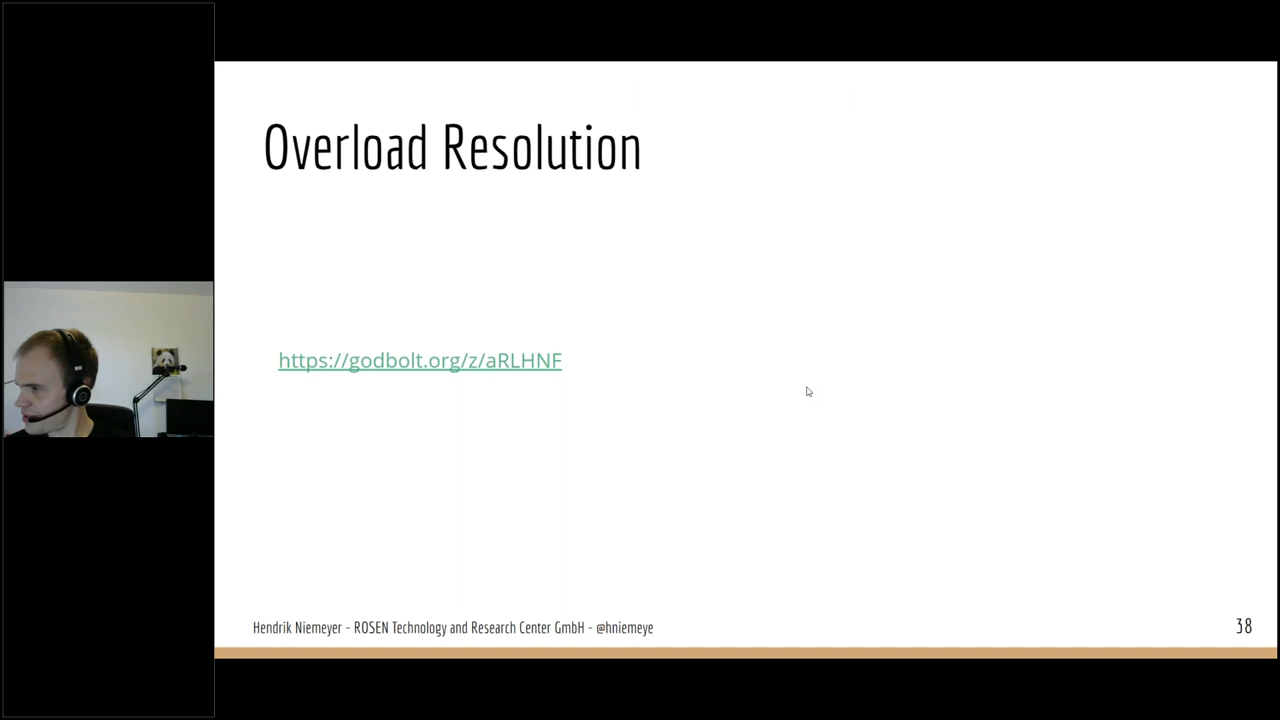 Overload Resolution
https://godbolt.org/z/aRLHNF
Hendrik Niemeyer - ROSEN Technology and Research Center GmbH - @hniemeye
38